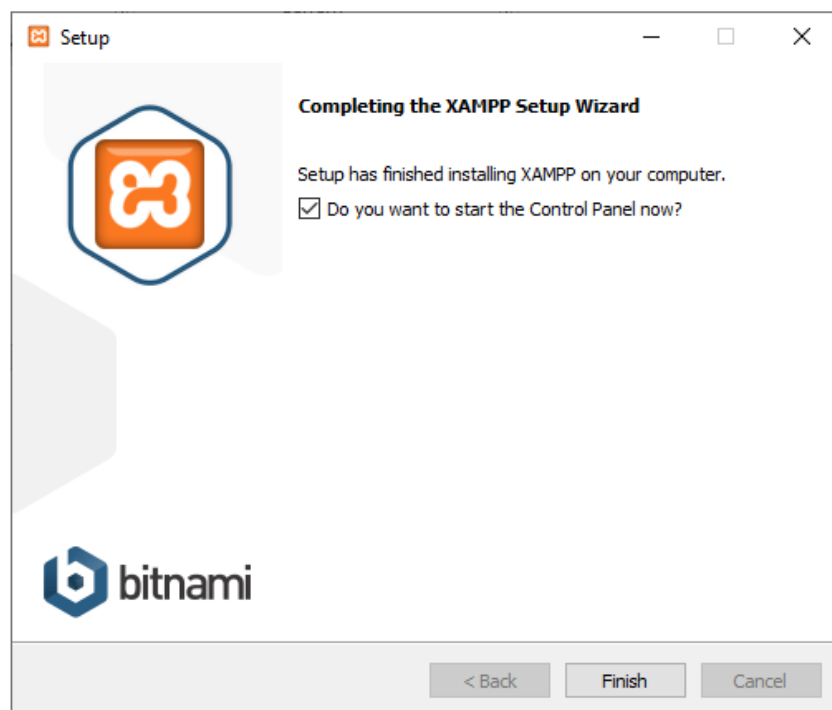 Setup
Completing the XAMPP Setup Wizard
Setup has finished installing XAMPP on your computer.
Do you want to start the Control Panel now?
bitnami
< Back
Finish
Cancel